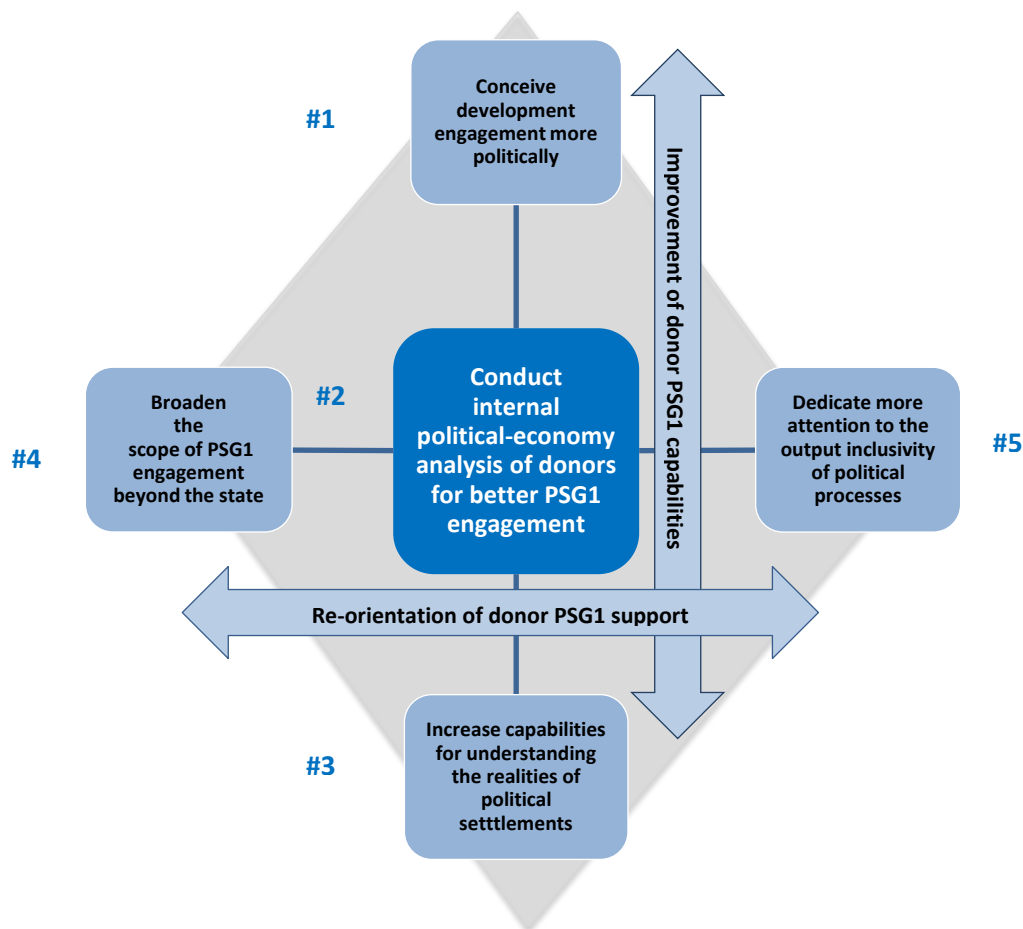 #1
Conceive
development
engagement more
politically
Improvement of donor PSG1 capabilities
#2
Conduct
internal
political-economy
analysis of donors
for better PSG1
engagement
#4
Broaden
the
scope of PSG1
engagement
beyond the state
Dedicate more
attention to the
output inclusivity
of political
processes
#5
Re-orientation of donor PSG1 support
#3
Increase capabilities
for understanding
the realities of
political
setttlements